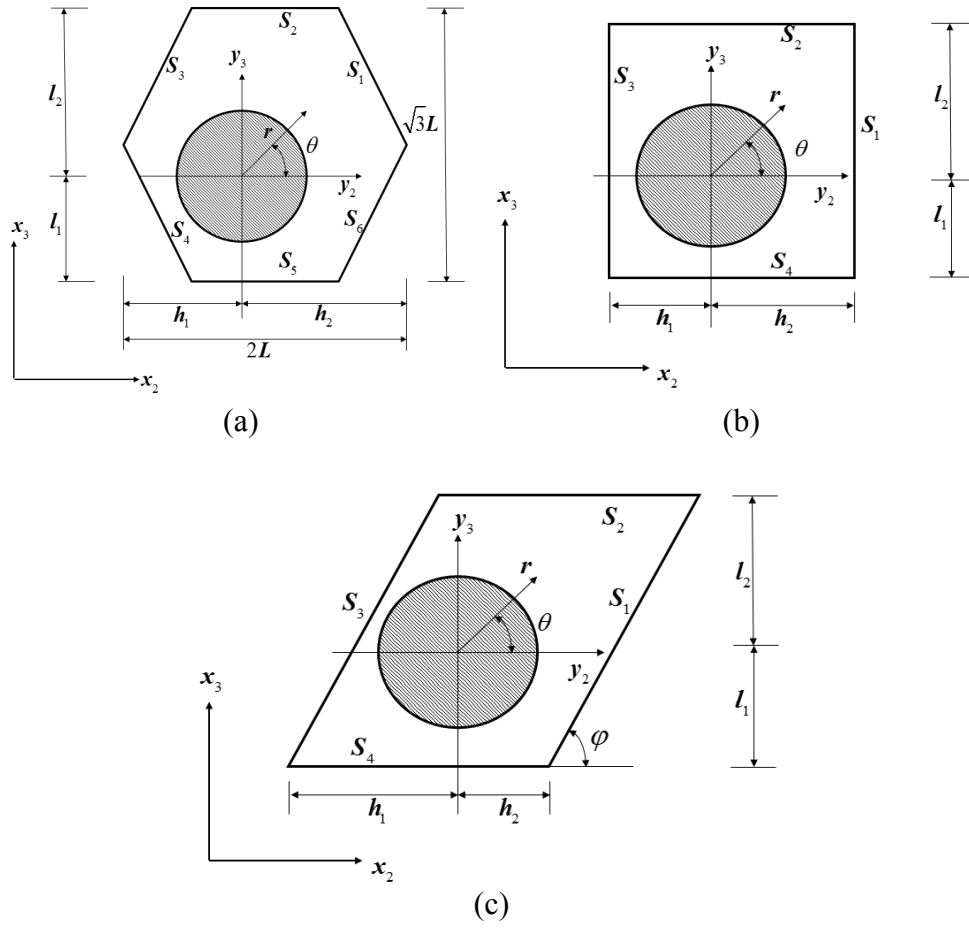 S₂
S₃
S₁
y₃
l₂
r
θ
√3L
y₂
l₁
x₃
S₄
S₆
S₅
h₁
h₂
2L
x₂
(a)
S₂
y₃
S₃
l₂
r
S₁
θ
y₂
l₁
x₃
S₄
h₁
h₂
x₂
(b)
S₂
y₃
r
l₂
S₃
S₁
θ
y₂
x₃
l₁
φ
S₄
h₁
h₂
x₂
(c)